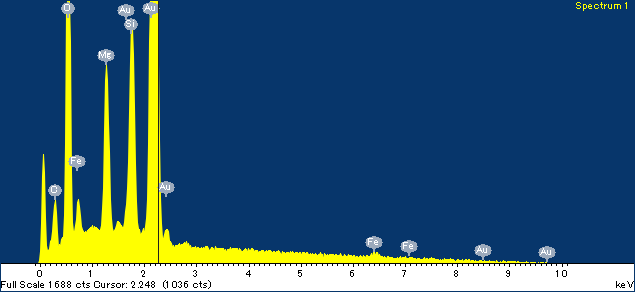 Spectrum 1
O Au Au
Si
Mg
Fe
O Au
Fe Fe Au Au
0 1 2 3 4 5 6 7 8 9 10
Full Scale 1688 cts Cursor: 2.248 (1036 cts) keV